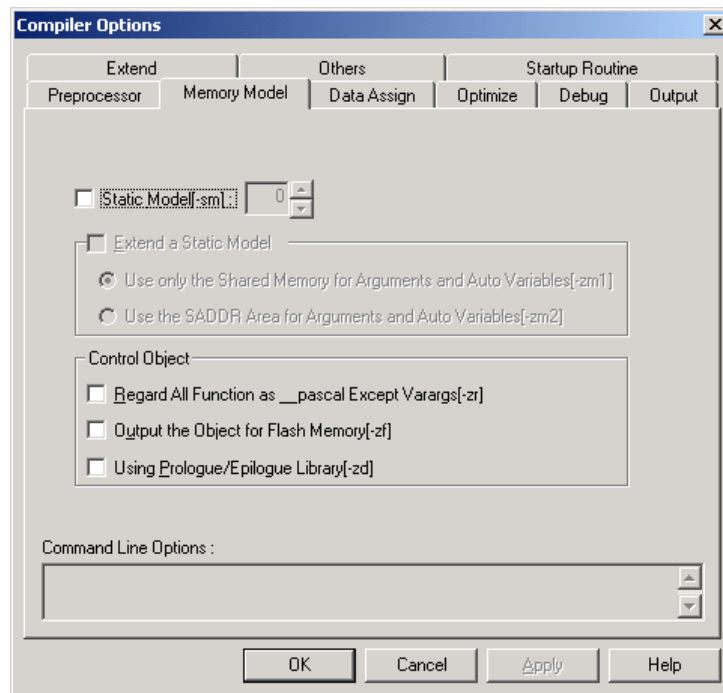 Compiler Options
Extend Others Startup Routine
Preprocessor Memory Model Data Assign Optimize Debug Output
Static Model[-sm] : 0
Extend a Static Model
Use only the Shared Memory for Arguments and Auto Variables[-zm1]
Use the SADDR Area for Arguments and Auto Variables[-zm2]
Control Object
Regard All Function as __pascal Except Varargs[-zr]
Output the Object for Flash Memory[-zf]
Using Prologue/Epilogue Library[-zd]
Command Line Options :
OK Cancel Apply Help